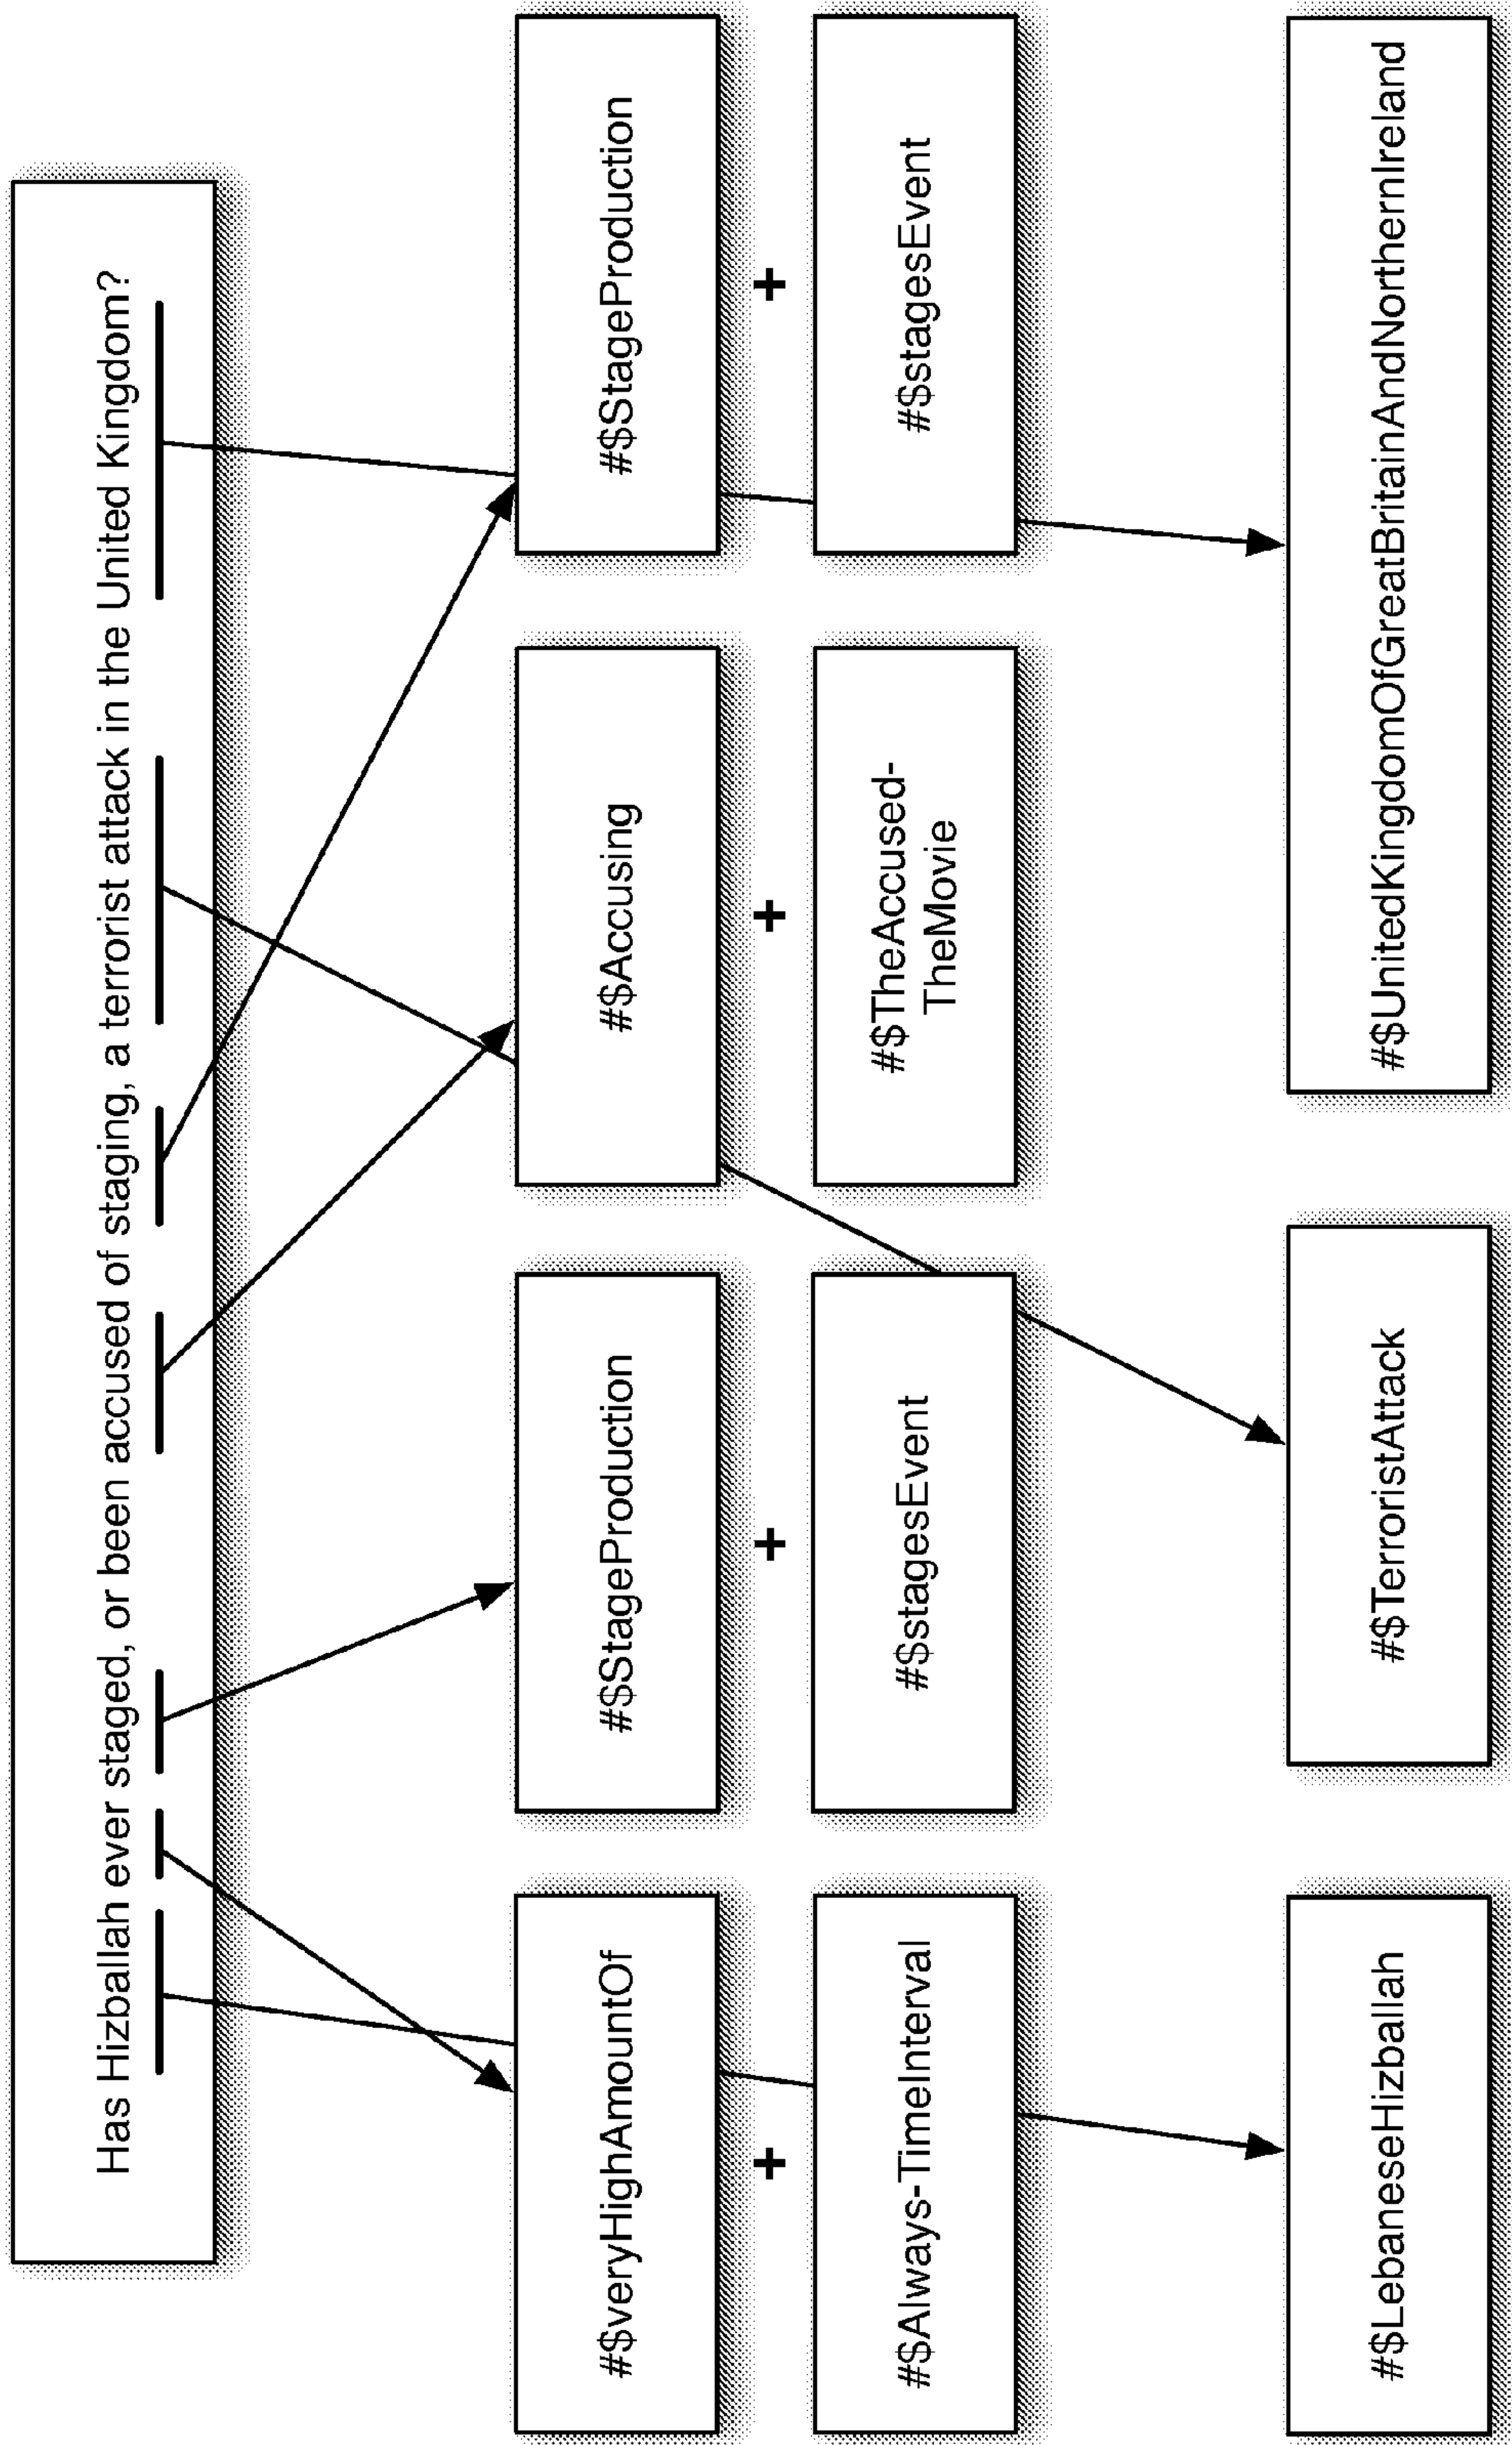 Has Hizballah ever staged, or been accused of staging, a terrorist attack in the United Kingdom?
#$veryHighAmountOf
+
#$Always-TimeInterval
#$StageProduction
+
#$stagesEvent
#$Accusing
+
#$TheAccused-
TheMovie
#$StageProduction
+
#$stagesEvent
#$LebaneseHizballah
#$TerroristAttack
#$UnitedKingdomOfGreatBritainAndNorthernIreland